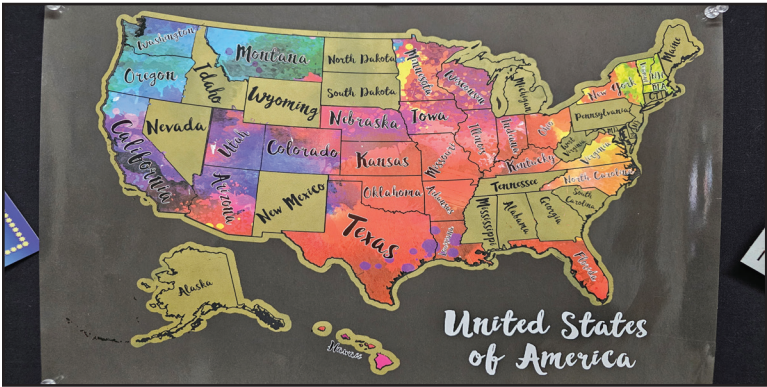 Washington
Montana
North Dakota
Minnesota
Maine
Oregon
Idaho
Wisconsin
Michigan
New York
South Dakota
Wyoming
Nebraska
Iowa
Pennsylvania
Nevada
Utah
Colorado
Kansas
Missouri
Illinois
Indiana
Ohio
West Virginia
Virginia
Kentucky
California
Arizona
New Mexico
Oklahoma
Arkansas
Tennessee
North Carolina
South Carolina
Texas
Louisiana
Mississippi
Alabama
Georgia
Florida
Alaska
Hawaii
United States
of America